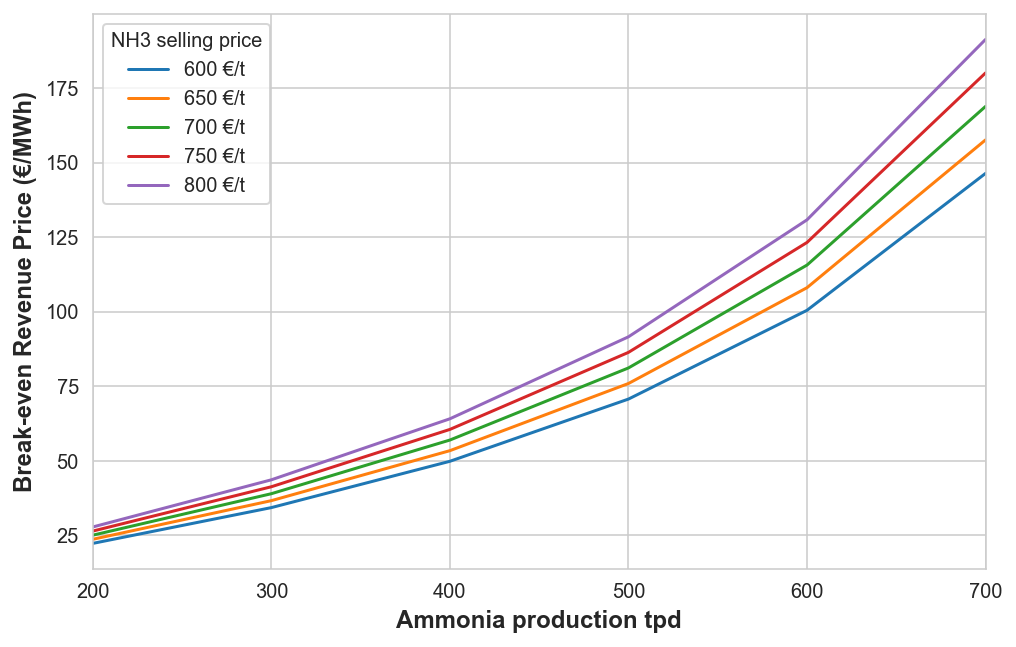 NH3 selling price
600 €/t
650 €/t
700 €/t
750 €/t
800 €/t
Break-even Revenue Price (€/MWh)
175
150
125
100
75
50
25
200 300 400 500 600 700
Ammonia production tpd